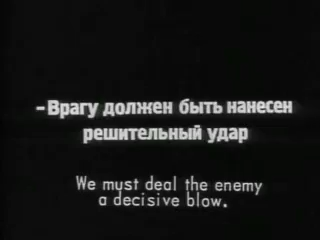 -Врагу должен быть нанесен
решительный удар
We must deal the enemy
a decisive blow.